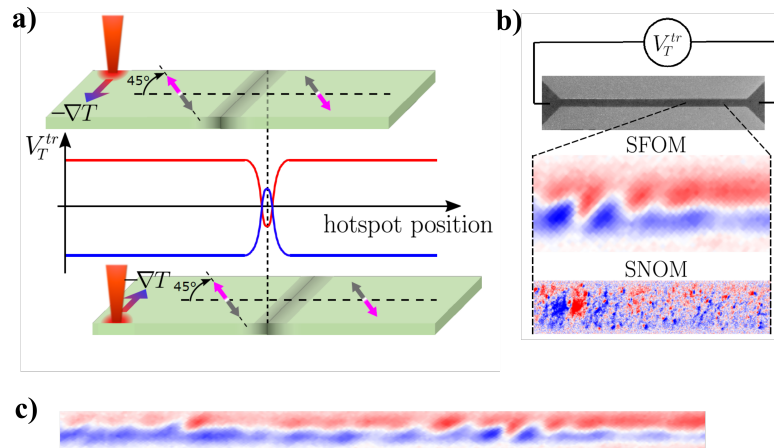 a)
45°
−∇T
V_T^{tr}
hotspot position
−∇T
45°
b)
V_T^{tr}
SFOM
SNOM
c)